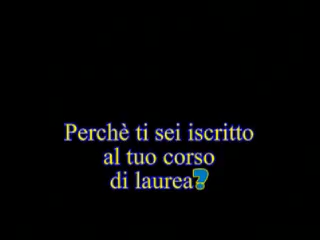 Perchè ti sei iscritto
al tuo corso
di laurea?